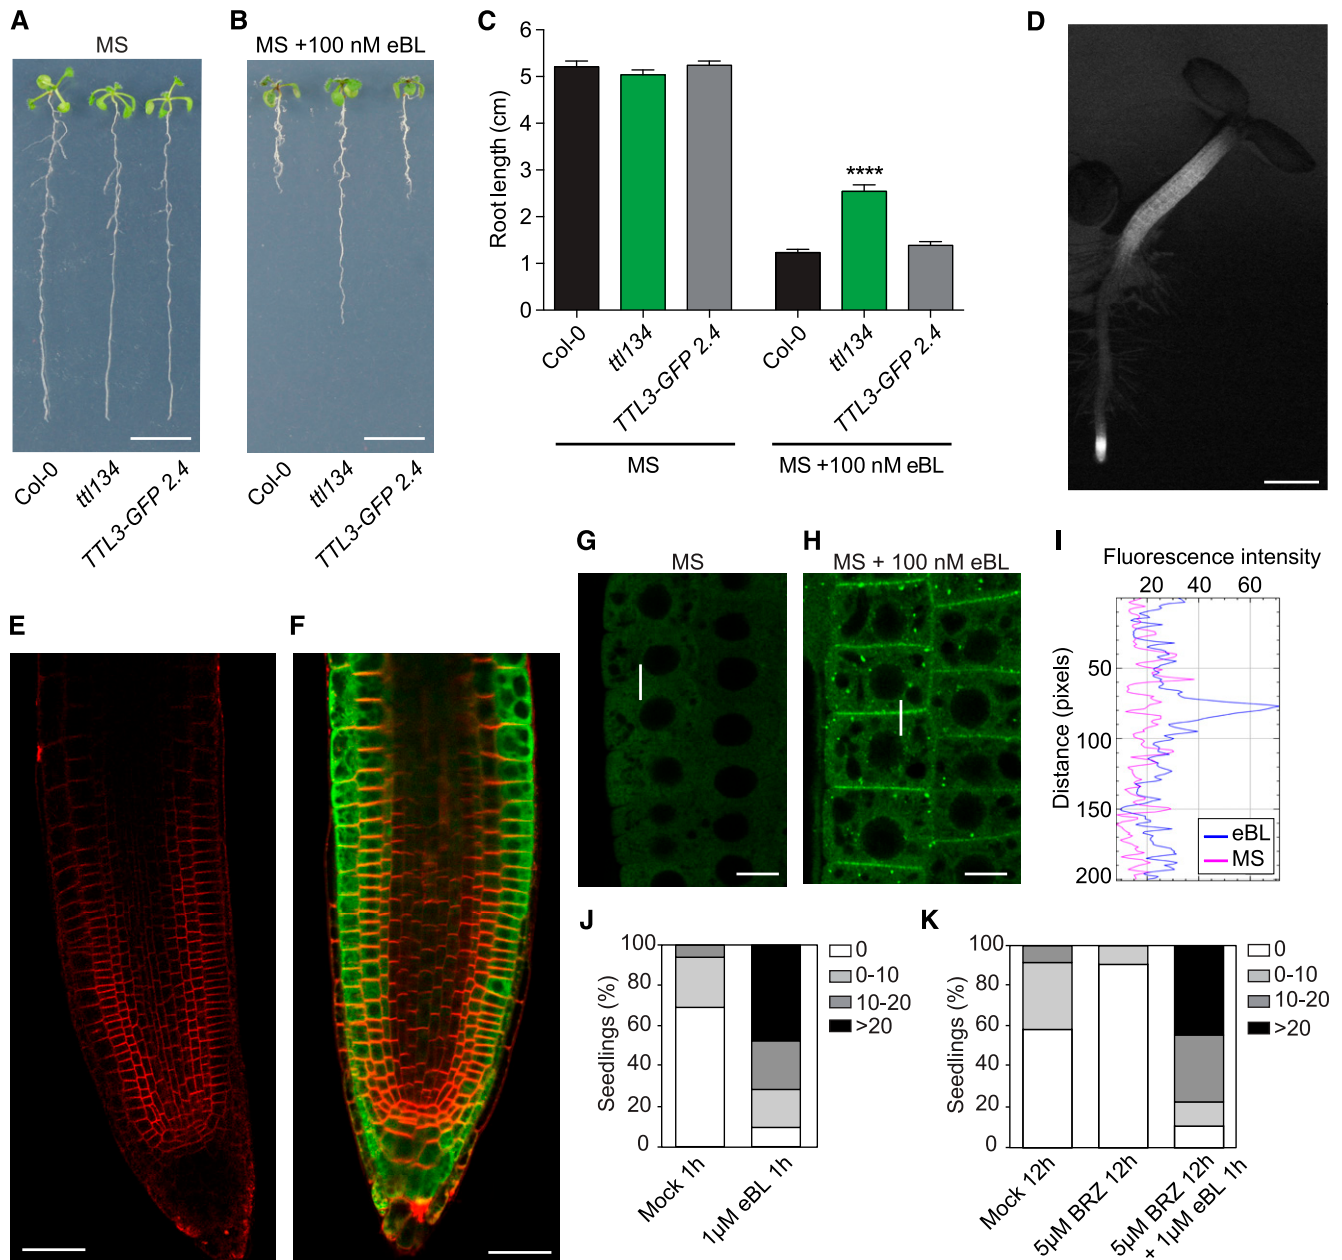 A
MS
Col-0
ttl134
TTL3-GFP 2.4
B
MS +100 nM eBL
Col-0
ttl134
TTL3-GFP 2.4
C
Root length (cm)
6
5
4
3
2
1
0
****
Col-0
ttl134
TTL3-GFP 2.4
Col-0
ttl134
TTL3-GFP 2.4
MS
MS +100 nM eBL
D
E
F
G
MS
H
MS + 100 nM eBL
I
Fluorescence intensity
20 40 60
Distance (pixels)
50
100
150
200
eBL
MS
J
Seedlings (%)
100
80
60
40
20
0
0
0-10
10-20
>20
Mock 1h
1µM eBL 1h
K
Seedlings (%)
100
80
60
40
20
0
0
0-10
10-20
>20
Mock 12h
5µM BRZ 12h
5µM BRZ 12h
+ 1µM eBL 1h